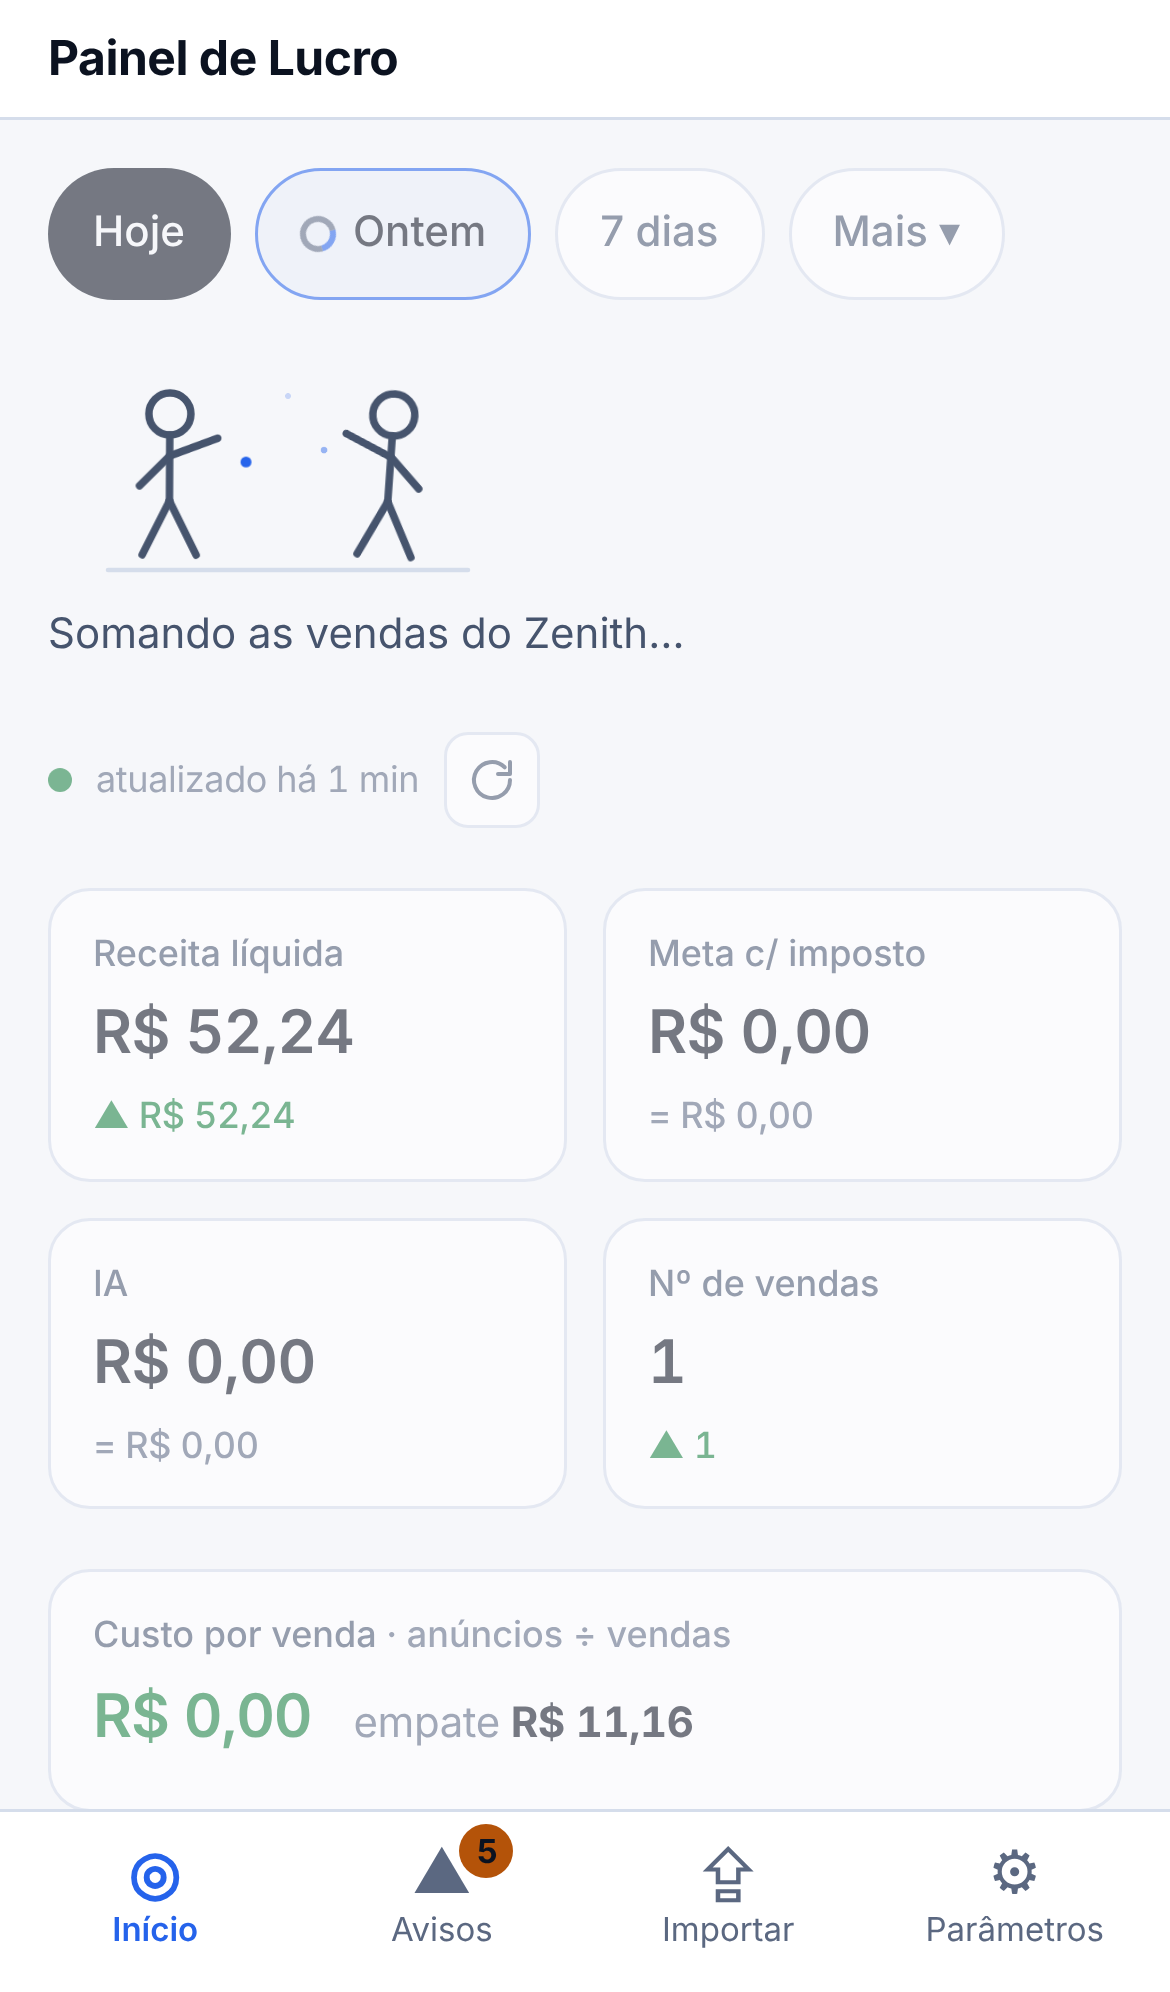 Painel de Lucro
Hoje
Ontem
7 dias
Mais ▾
Somando as vendas do Zenith...
atualizado há 1 min
Receita líquida
R$ 52,24
▲ R$ 52,24
Meta c/ imposto
R$ 0,00
= R$ 0,00
IA
R$ 0,00
= R$ 0,00
Nº de vendas
1
▲ 1
Custo por venda · anúncios ÷ vendas
R$ 0,00 empate R$ 11,16
5
Início
Avisos
Importar
Parâmetros